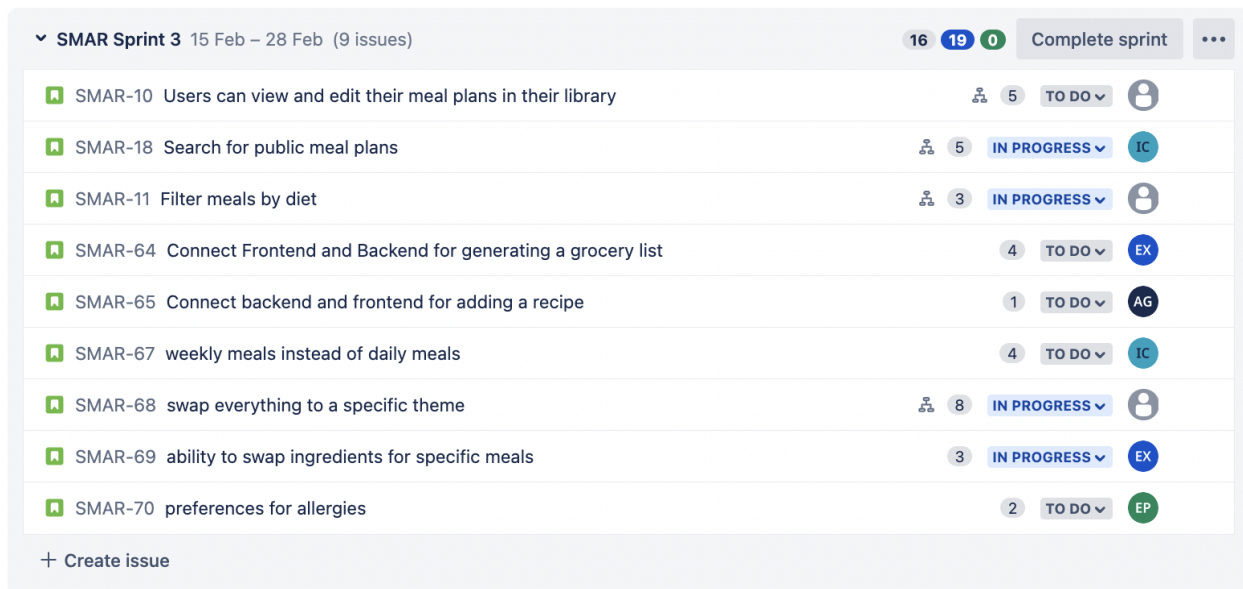 SMAR Sprint 3 15 Feb – 28 Feb (9 issues) 16 19 0 Complete sprint
SMAR-10 Users can view and edit their meal plans in their library 5 TO DO
SMAR-18 Search for public meal plans 5 IN PROGRESS IC
SMAR-11 Filter meals by diet 3 IN PROGRESS
SMAR-64 Connect Frontend and Backend for generating a grocery list 4 TO DO EX
SMAR-65 Connect backend and frontend for adding a recipe 1 TO DO AG
SMAR-67 weekly meals instead of daily meals 4 TO DO IC
SMAR-68 swap everything to a specific theme 8 IN PROGRESS
SMAR-69 ability to swap ingredients for specific meals 3 IN PROGRESS EX
SMAR-70 preferences for allergies 2 TO DO EP
+ Create issue